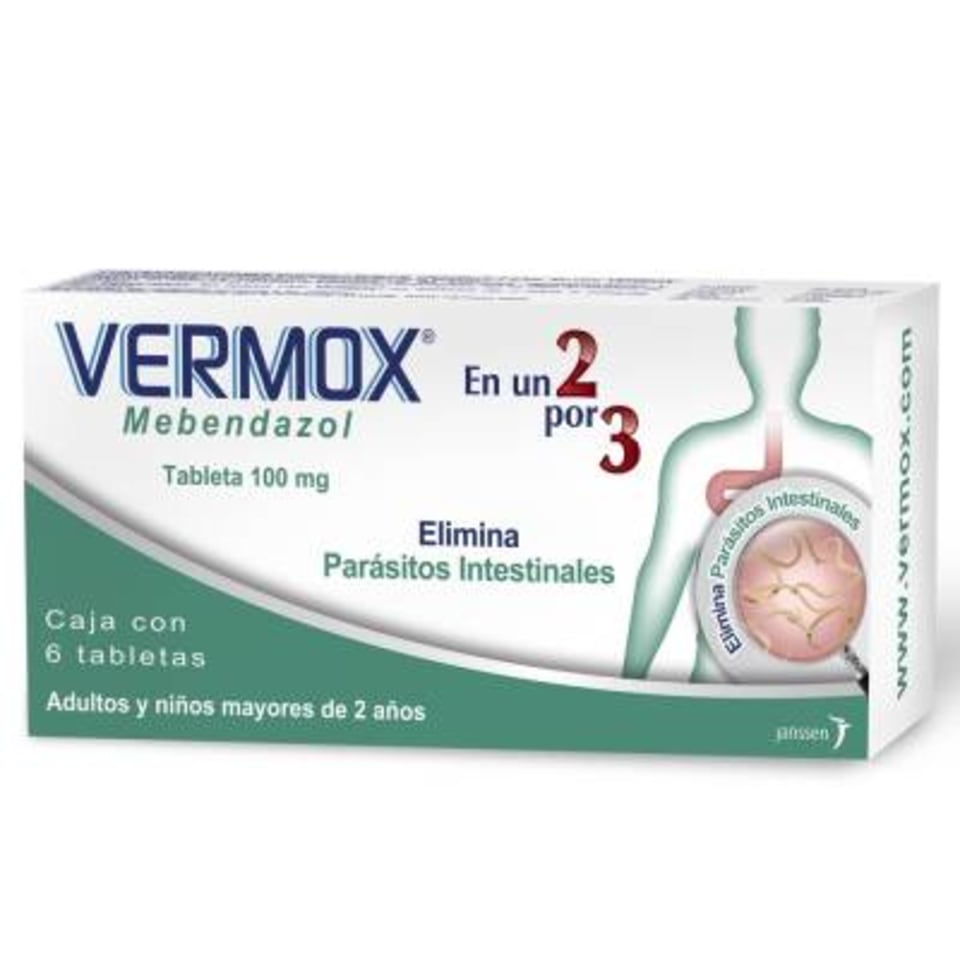 VERMOX®
Mebendazol
Tableta 100 mg
En un 2
por 3
Elimina
Parásitos Intestinales
Elimina Parásitos Intestinales
Caja con
6 tabletas
Adultos y niños mayores de 2 años
janssen
www.vermox.com